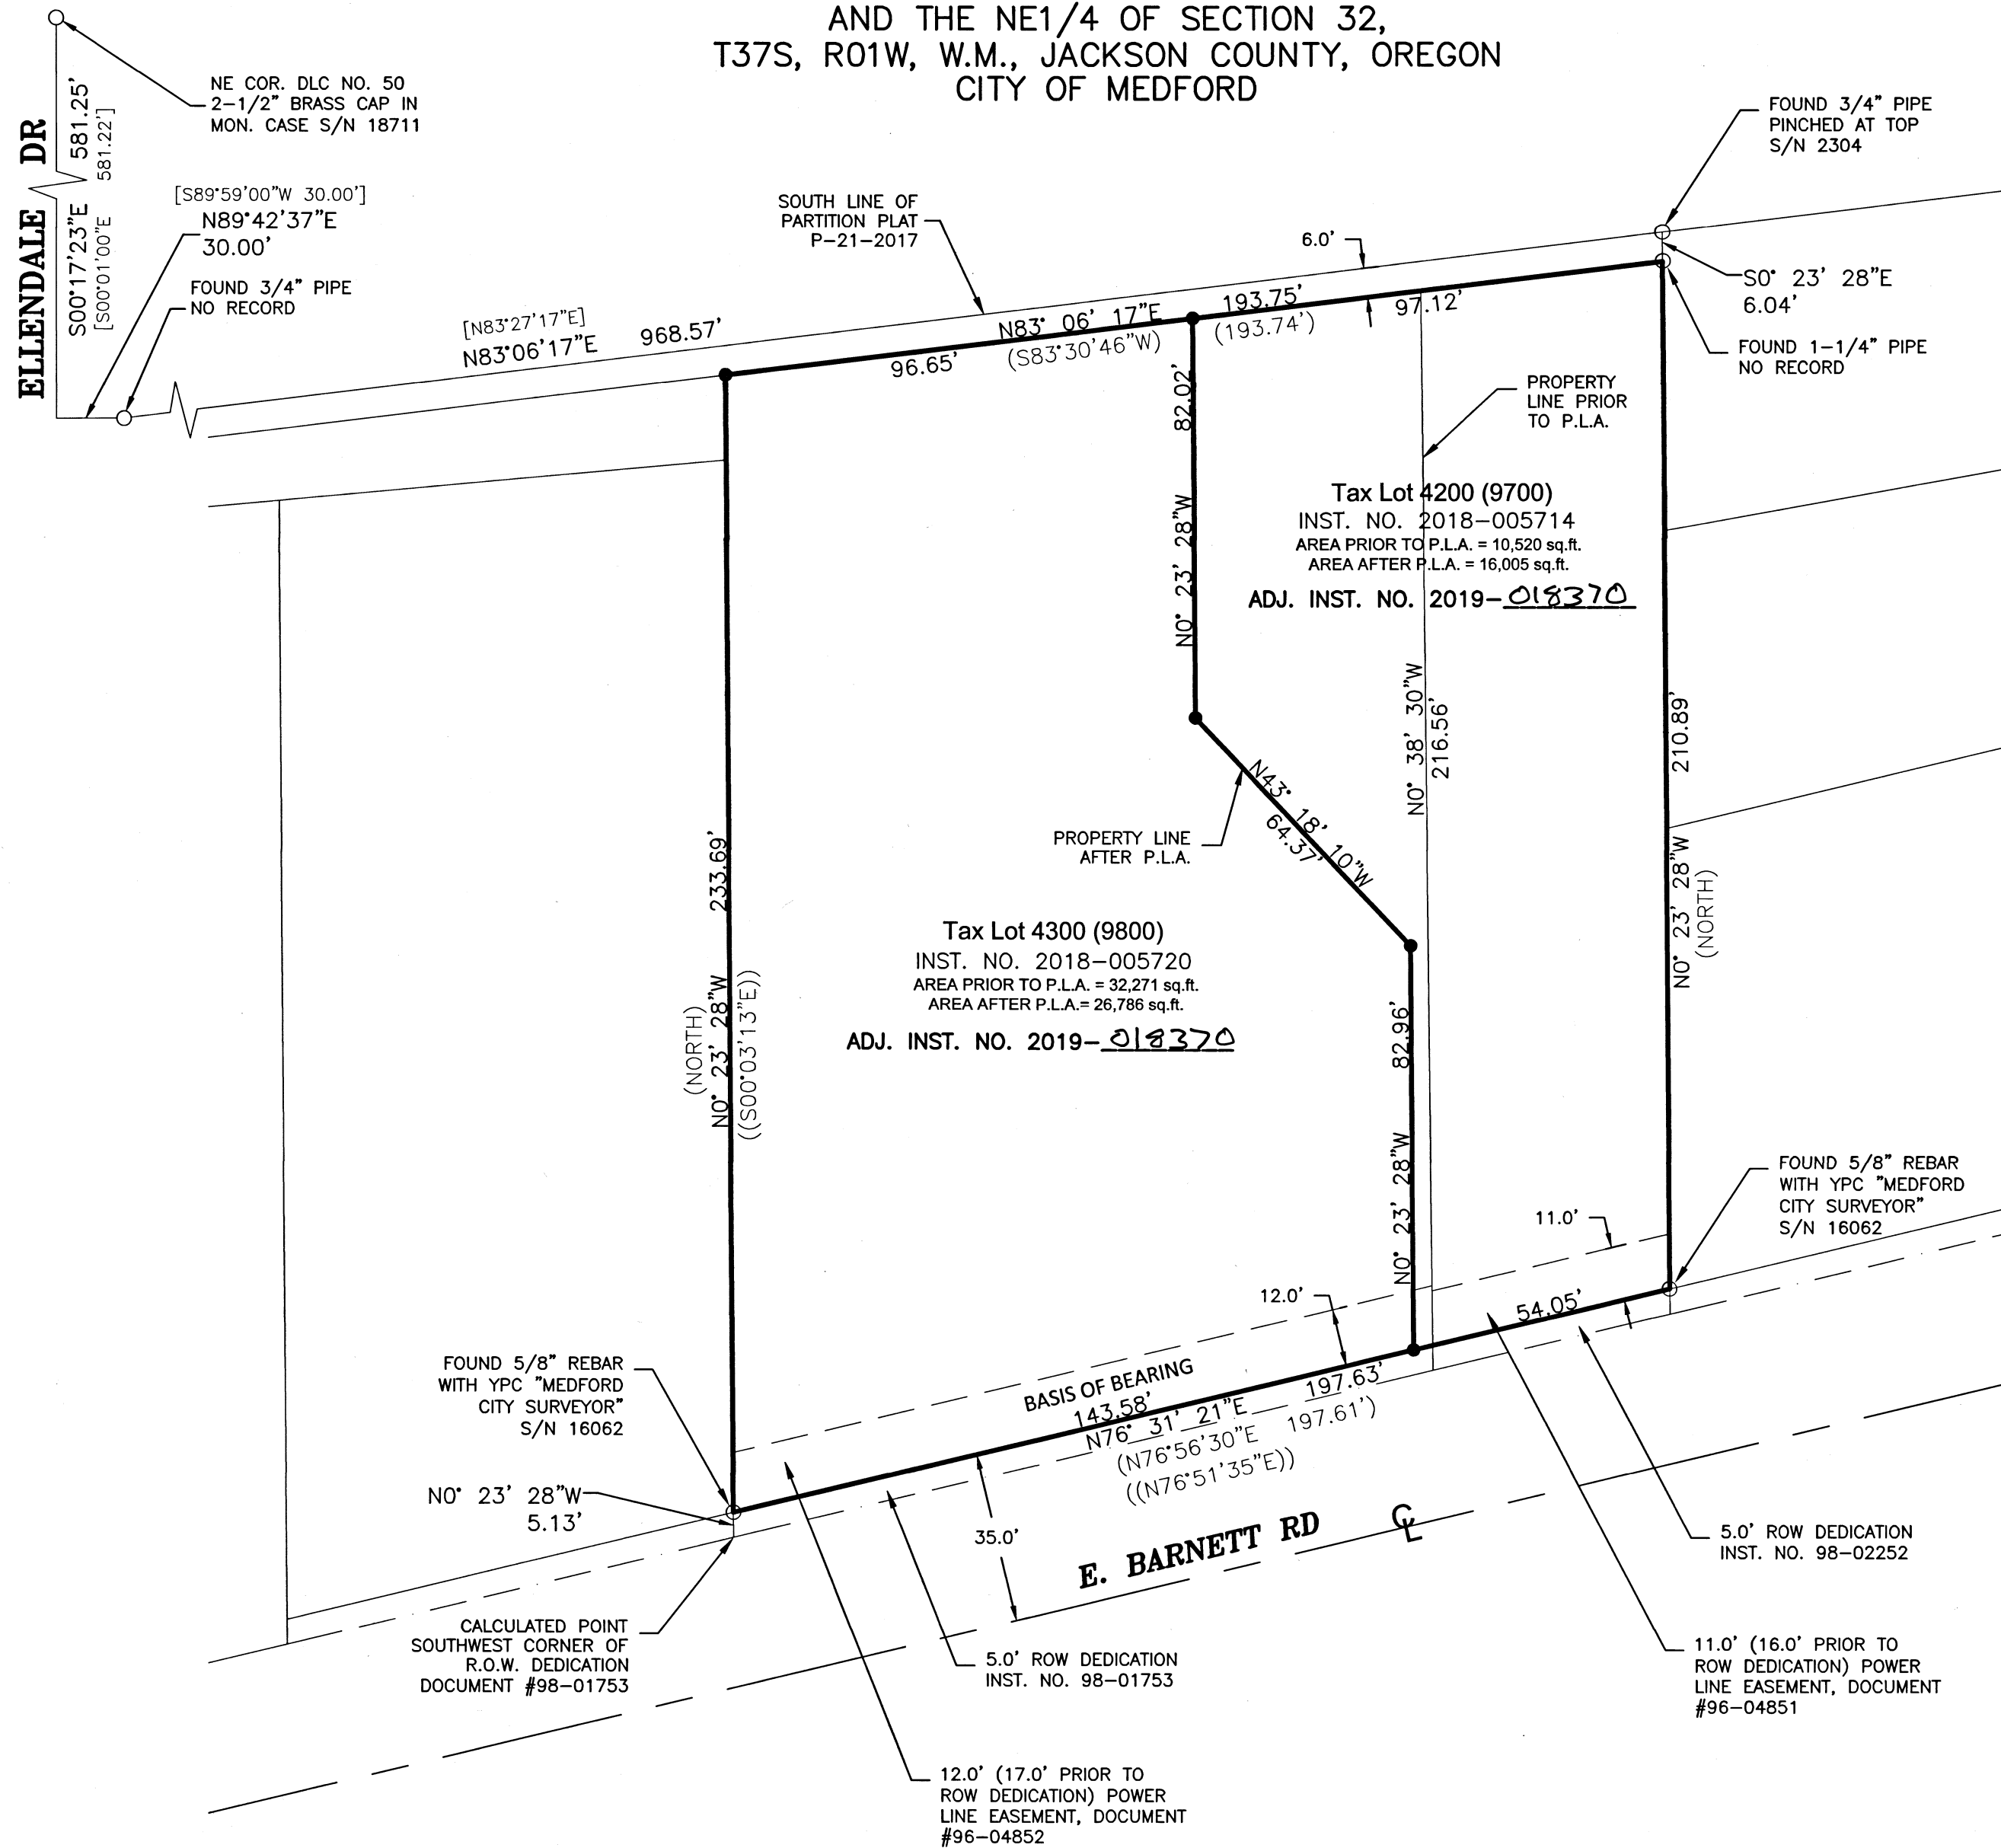 AND THE NE1/4 OF SECTION 32,
T37S, R01W, W.M., JACKSON COUNTY, OREGON
CITY OF MEDFORD
NE COR. DLC NO. 50
2-1/2" BRASS CAP IN
MON. CASE S/N 18711
ELLENDALE DR
S00°17'23"E 581.25'
[S00°01'00"E 581.22']
[S89°59'00"W 30.00']
N89°42'37"E
30.00'
FOUND 3/4" PIPE
NO RECORD
SOUTH LINE OF
PARTITION PLAT
P-21-2017
FOUND 3/4" PIPE
PINCHED AT TOP
S/N 2304
6.0'
S0° 23' 28"E
6.04'
FOUND 1-1/4" PIPE
NO RECORD
[N83°27'17"E]
N83°06'17"E 968.57'
N83° 06' 17"E 193.75'
(S83°30'46"W) (193.74')
96.65'
97.12'
PROPERTY
LINE PRIOR
TO P.L.A.
N0° 23' 28"W 82.02'
Tax Lot 4200 (9700)
INST. NO. 2018-005714
AREA PRIOR TO P.L.A. = 10,520 sq.ft.
AREA AFTER P.L.A. = 16,005 sq.ft.
ADJ. INST. NO. 2019-018370
N0° 38' 30"W
216.56'
210.89'
N0° 23' 28"W
(NORTH)
N43° 18' 10"W
64.37'
PROPERTY LINE
AFTER P.L.A.
233.69'
(NORTH)
N0° 23' 28"W
((S00°03'13"E))
Tax Lot 4300 (9800)
INST. NO. 2018-005720
AREA PRIOR TO P.L.A. = 32,271 sq.ft.
AREA AFTER P.L.A.= 26,786 sq.ft.
ADJ. INST. NO. 2019-018370
N0° 23' 28"W 82.96'
FOUND 5/8" REBAR
WITH YPC "MEDFORD
CITY SURVEYOR"
S/N 16062
11.0'
12.0'
54.05'
FOUND 5/8" REBAR
WITH YPC "MEDFORD
CITY SURVEYOR"
S/N 16062
BASIS OF BEARING
143.58'
N76° 31' 21"E 197.63'
(N76°56'30"E 197.61')
((N76°51'35"E))
N0° 23' 28"W
5.13'
35.0'
E. BARNETT RD CL
5.0' ROW DEDICATION
INST. NO. 98-02252
CALCULATED POINT
SOUTHWEST CORNER OF
R.O.W. DEDICATION
DOCUMENT #98-01753
5.0' ROW DEDICATION
INST. NO. 98-01753
11.0' (16.0' PRIOR TO
ROW DEDICATION) POWER
LINE EASEMENT, DOCUMENT
#96-04851
12.0' (17.0' PRIOR TO
ROW DEDICATION) POWER
LINE EASEMENT, DOCUMENT
#96-04852